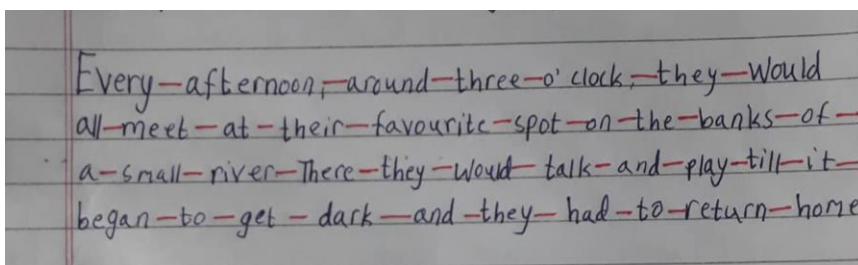 Every-afternoon,-around-three-o'clock,-they-Would
all-meet-at-their-favourite-spot-on-the-banks-of-
a-small-river-There-they-Would-talk-and-play-till-it-
began-to-get-dark-and-they-had-to-return-home